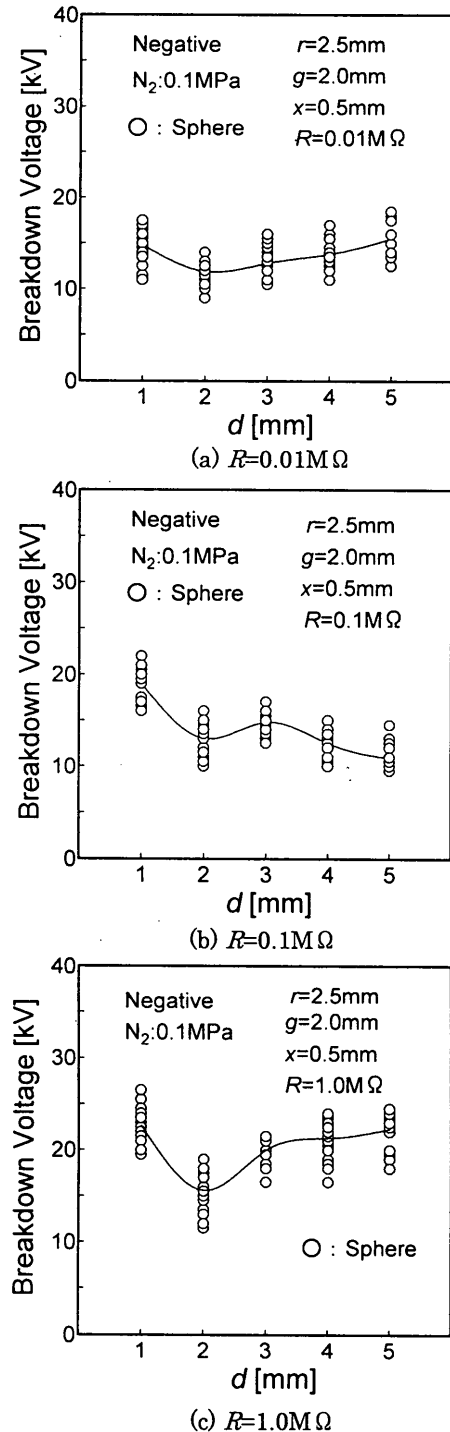 40
30
20
10
0
Breakdown Voltage [kV]
Negative
N₂:0.1MPa
○ : Sphere
r=2.5mm
g=2.0mm
x=0.5mm
R=0.01MΩ
1 2 3 4 5
d [mm]
(a) R=0.01MΩ
40
30
20
10
0
Breakdown Voltage [kV]
Negative
N₂:0.1MPa
○ : Sphere
r=2.5mm
g=2.0mm
x=0.5mm
R=0.1MΩ
1 2 3 4 5
d [mm]
(b) R=0.1MΩ
40
30
20
10
0
Breakdown Voltage [kV]
Negative
N₂:0.1MPa
r=2.5mm
g=2.0mm
x=0.5mm
R=1.0MΩ
○ : Sphere
1 2 3 4 5
d [mm]
(c) R=1.0MΩ